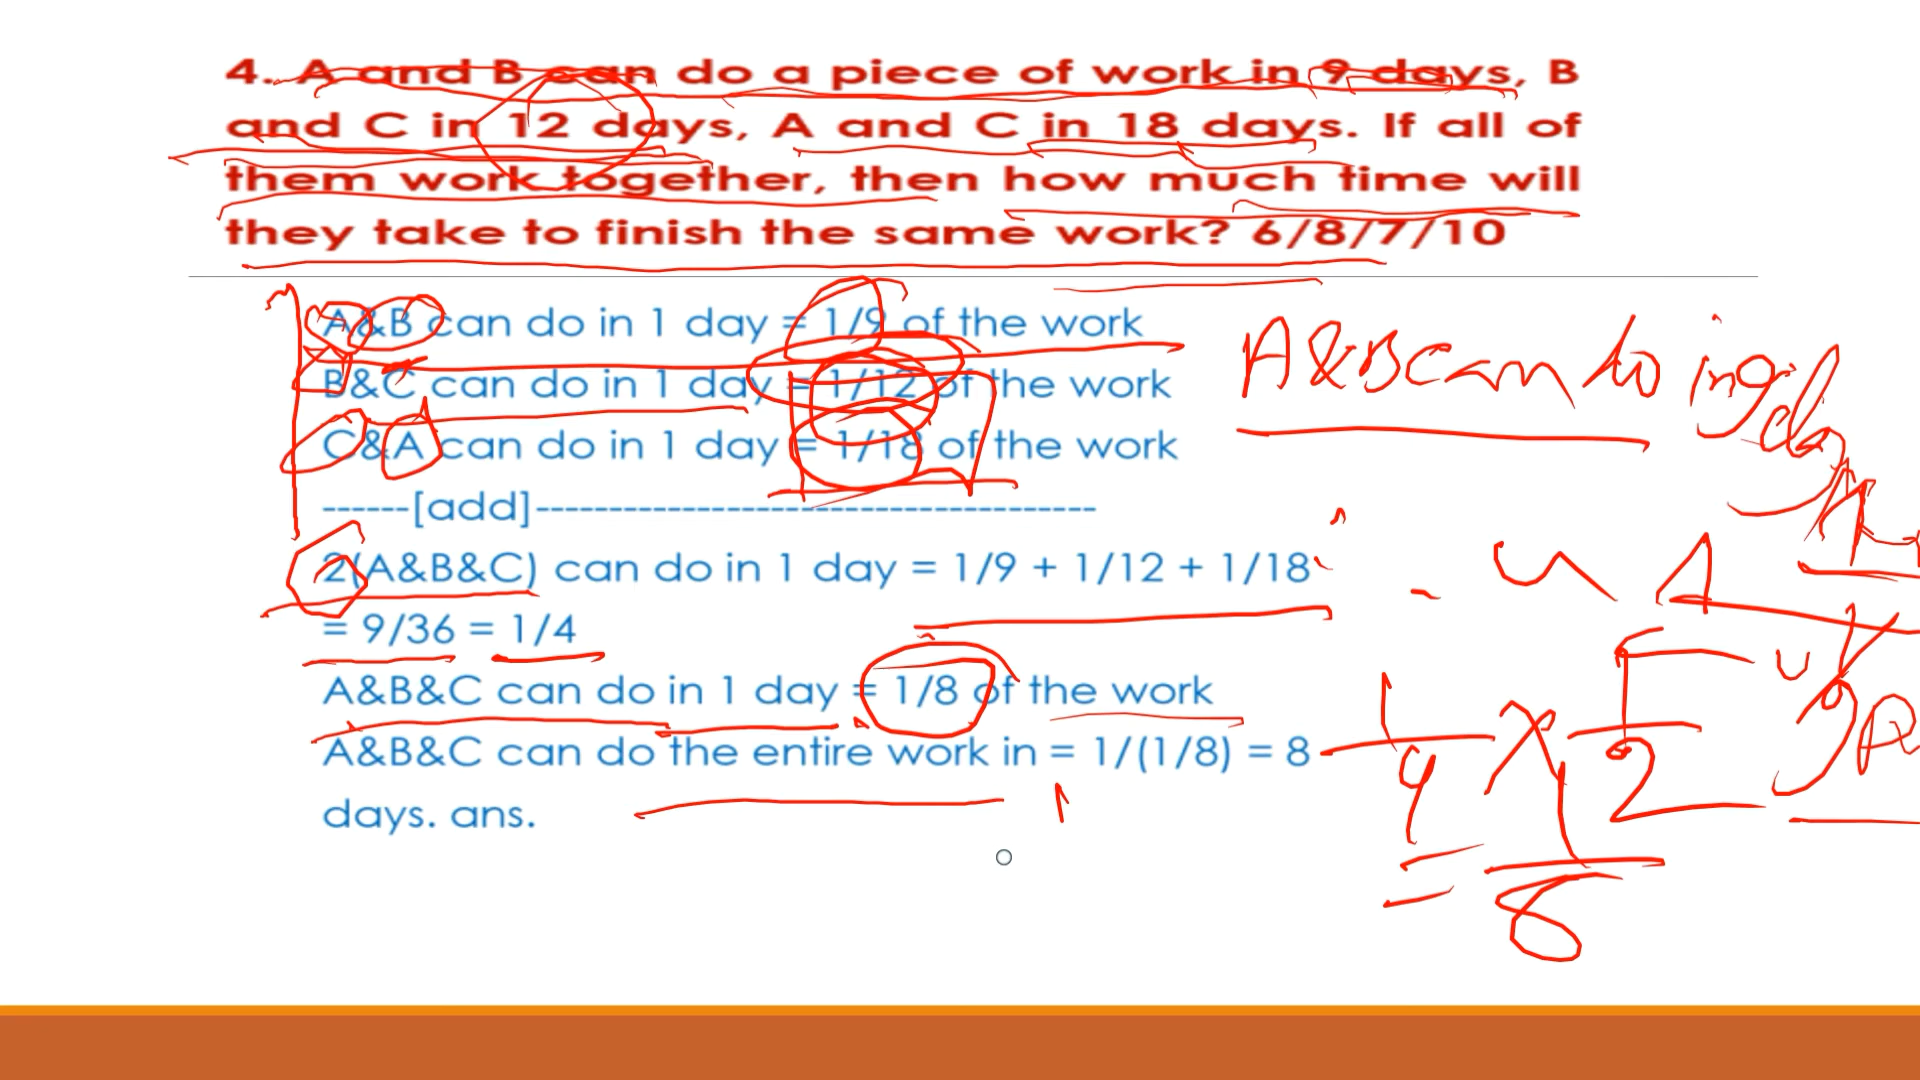 4. A and B can do a piece of work in 9 days, B
and C in 12 days, A and C in 18 days. If all of
them work together, then how much time will
they take to finish the same work? 6/8/7/10
A&B can do in 1 day = 1/9 of the work
B&C can do in 1 day = 1/12 of the work
C&A can do in 1 day = 1/18 of the work
------[add]---------------------------------------
2(A&B&C) can do in 1 day = 1/9 + 1/12 + 1/18
= 9/36 = 1/4
A&B&C can do in 1 day = 1/8 of the work
A&B&C can do the entire work in = 1/(1/8) = 8
days. ans.
A&B can do in 9 day
1/4 x 1/2
= 1/8